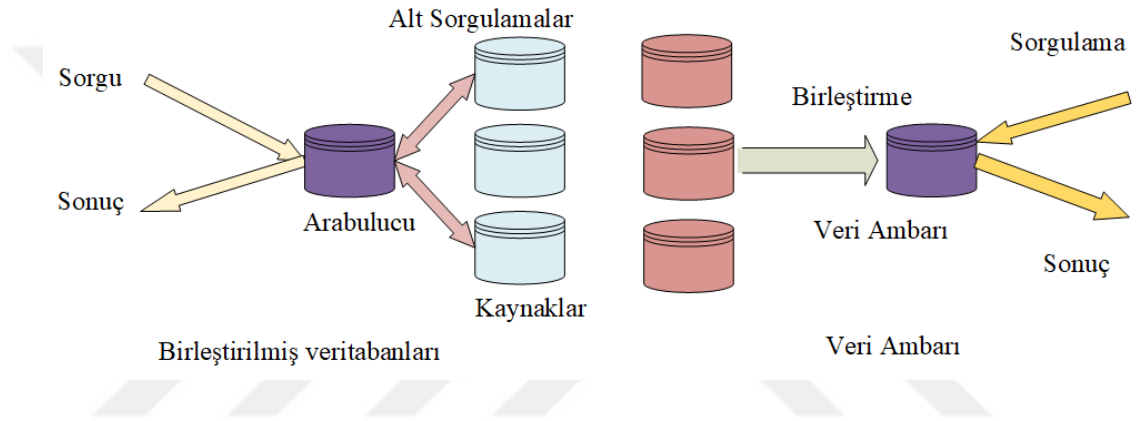 Alt Sorgulamalar
Sorgu
Sonuç
Arabulucu
Kaynaklar
Birleştirilmiş veritabanları
Sorgulama
Birleştirme
Veri Ambarı
Sonuç
Veri Ambarı